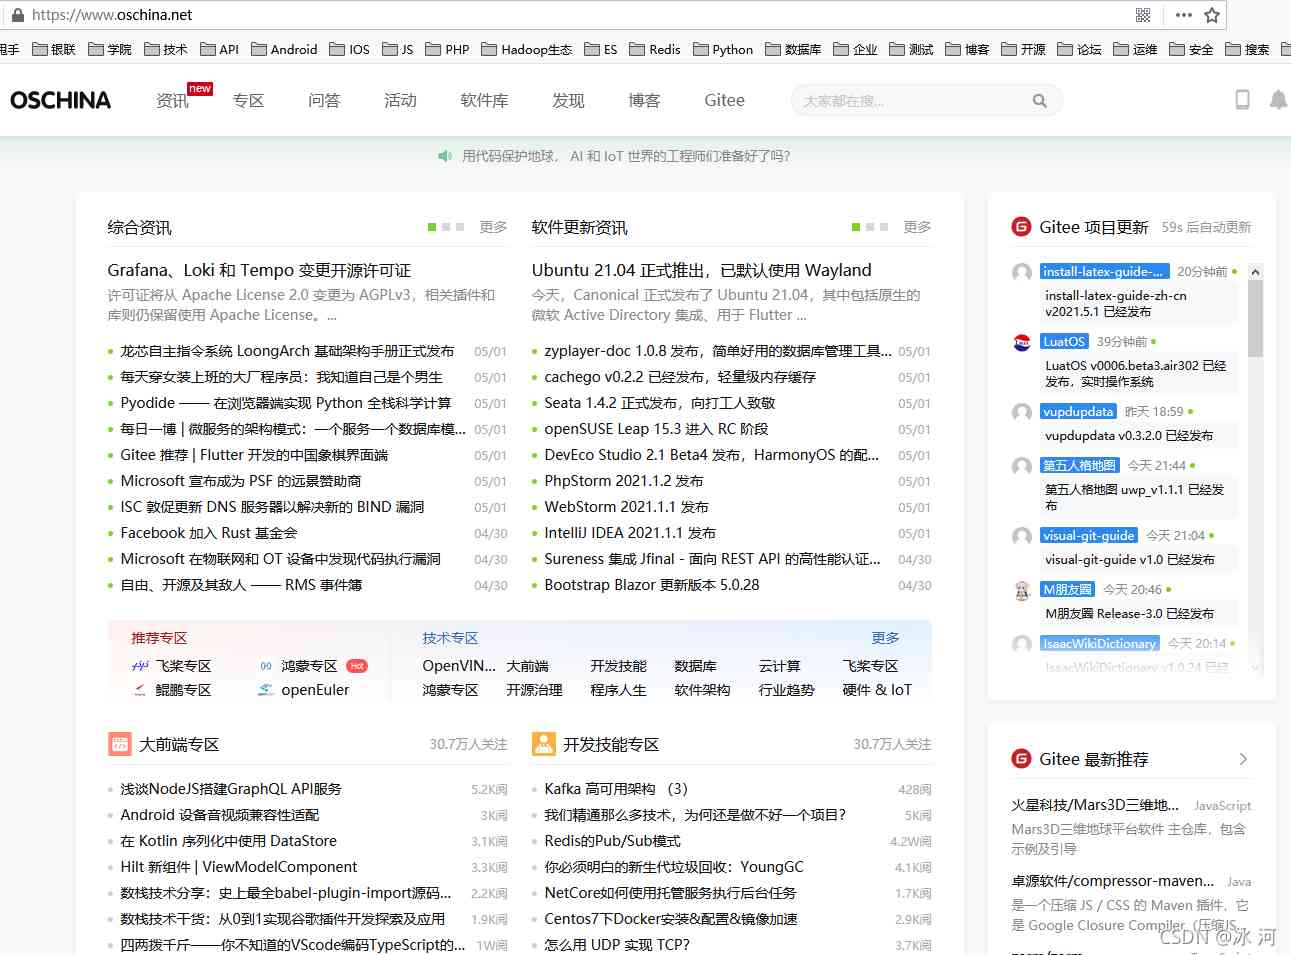 https://www.oschina.net
甩手 银联 学院 技术 API Android IOS JS PHP Hadoop生态 ES Redis Python 数据库 企业 测试 博客 开源 论坛 运维 安全 搜索
OSCHINA 资讯 new 专区 问答 活动 软件库 发现 博客 Gitee 大家都在搜...
用代码保护地球， AI 和 IoT 世界的工程师们准备好了吗?
综合资讯 更多
Grafana、Loki 和 Tempo 变更开源许可证
许可证将从 Apache License 2.0 变更为 AGPLv3，相关插件和
库则仍保留使用 Apache License。...
龙芯自主指令系统 LoongArch 基础架构手册正式发布 05/01
每天穿女装上班的大厂程序员：我知道自己是个男生 05/01
Pyodide —— 在浏览器端实现 Python 全栈科学计算 05/01
每日一博 | 微服务的架构模式：一个服务一个数据库模... 05/01
Gitee 推荐 | Flutter 开发的中国象棋界面端 05/01
Microsoft 宣布成为 PSF 的远景赞助商 05/01
ISC 敦促更新 DNS 服务器以解决新的 BIND 漏洞 05/01
Facebook 加入 Rust 基金会 04/30
Microsoft 在物联网和 OT 设备中发现代码执行漏洞 04/30
自由、开源及其敌人 —— RMS 事件簿 04/30
软件更新资讯 更多
Ubuntu 21.04 正式推出，已默认使用 Wayland
今天，Canonical 正式发布了 Ubuntu 21.04，其中包括原生的
微软 Active Directory 集成、用于 Flutter ...
zyplayer-doc 1.0.8 发布，简单好用的数据库管理工具... 05/01
cachego v0.2.2 已经发布，轻量级内存缓存 05/01
Seata 1.4.2 正式发布，向打工人致敬 05/01
openSUSE Leap 15.3 进入 RC 阶段 05/01
DevEco Studio 2.1 Beta4 发布，HarmonyOS 的配... 05/01
PhpStorm 2021.1.2 发布 05/01
WebStorm 2021.1.1 发布 05/01
IntelliJ IDEA 2021.1.1 发布 05/01
Sureness 集成 Jfinal - 面向 REST API 的高性能认证... 04/30
Bootstrap Blazor 更新版本 5.0.28 04/30
推荐专区
飞桨专区 鸿蒙专区 Hot
鲲鹏专区 openEuler
技术专区 更多
OpenVIN... 大前端 开发技能 数据库 云计算 飞桨专区
鸿蒙专区 开源治理 程序人生 软件架构 行业趋势 硬件 & IoT
大前端专区 30.7万人关注
浅谈NodeJS搭建GraphQL API服务 5.2K阅
Android 设备音视频兼容性适配 3K阅
在 Kotlin 序列化中使用 DataStore 3.1K阅
Hilt 新组件 | ViewModelComponent 3.3K阅
数栈技术分享：史上最全babel-plugin-import源码... 2.2K阅
数栈技术干货：从0到1实现谷歌插件开发探索及应用 1.9K阅
四两拨千斤——你不知道的VScode编码TypeScript的... 1W阅
开发技能专区 30.7万人关注
Kafka 高可用架构 （3） 428阅
我们精通那么多技术，为何还是做不好一个项目? 5K阅
Redis的Pub/Sub模式 4.2W阅
你必须明白的新生代垃圾回收：YoungGC 4.1K阅
NetCore如何使用托管服务执行后台任务 1.7K阅
Centos7下Docker安装&配置&镜像加速 2.9K阅
怎么用 UDP 实现 TCP? 3.7K阅
Gitee 项目更新 59s 后自动更新
install-latex-guide-... 20分钟前
install-latex-guide-zh-cn
v2021.5.1 已经发布
LuatOS 39分钟前
LuatOS v0006.beta3.air302 已经
发布，实时操作系统
vupdupdata 昨天 18:59
vupdupdata v0.3.2.0 已经发布
第五人格地图 今天 21:44
第五人格地图 uwp_v1.1.1 已经发
布
visual-git-guide 今天 21:04
visual-git-guide v1.0 已经发布
M朋友圈 今天 20:46
M朋友圈 Release-3.0 已经发布
IsaacWikiDictionary 今天 20:14
IsaacWikiDictionary v1.0.24 已经
Gitee 最新推荐
火星科技/Mars3D三维地... JavaScript
Mars3D三维地球平台软件 主仓库，包含
示例及引导
卓源软件/compressor-maven... Java
是一个压缩 JS / CSS 的 Maven 插件，它
是 Google Closure Compiler（压缩JS
CSDN @冰 河